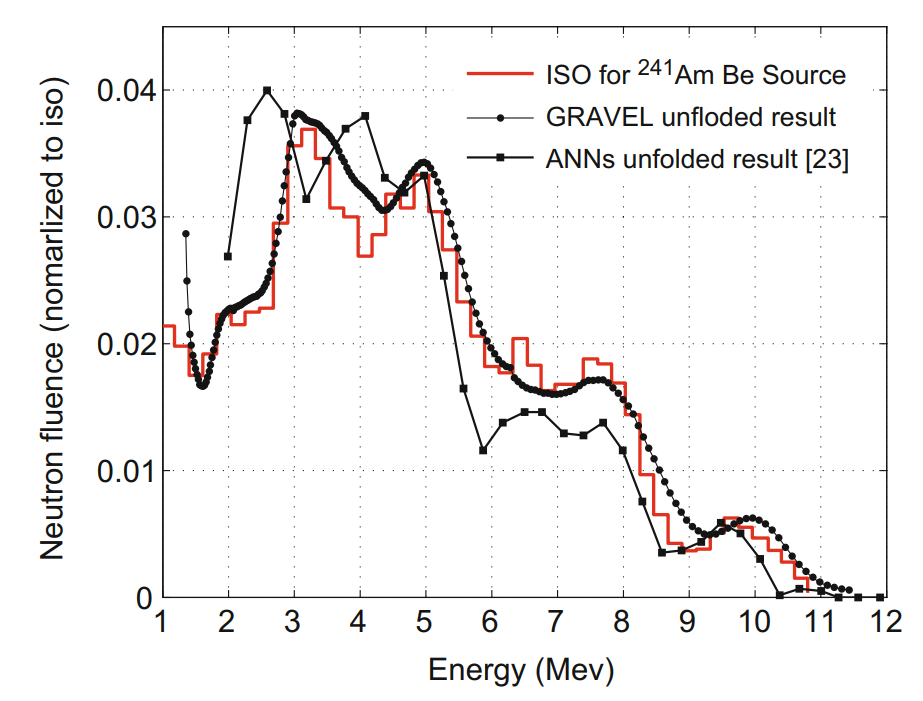 Neutron fluence (nomarlized to iso)
0.04
0.03
0.02
0.01
0
ISO for ²⁴¹Am Be Source
GRAVEL unfloded result
ANNs unfolded result [23]
1 2 3 4 5 6 7 8 9 10 11 12
Energy (Mev)